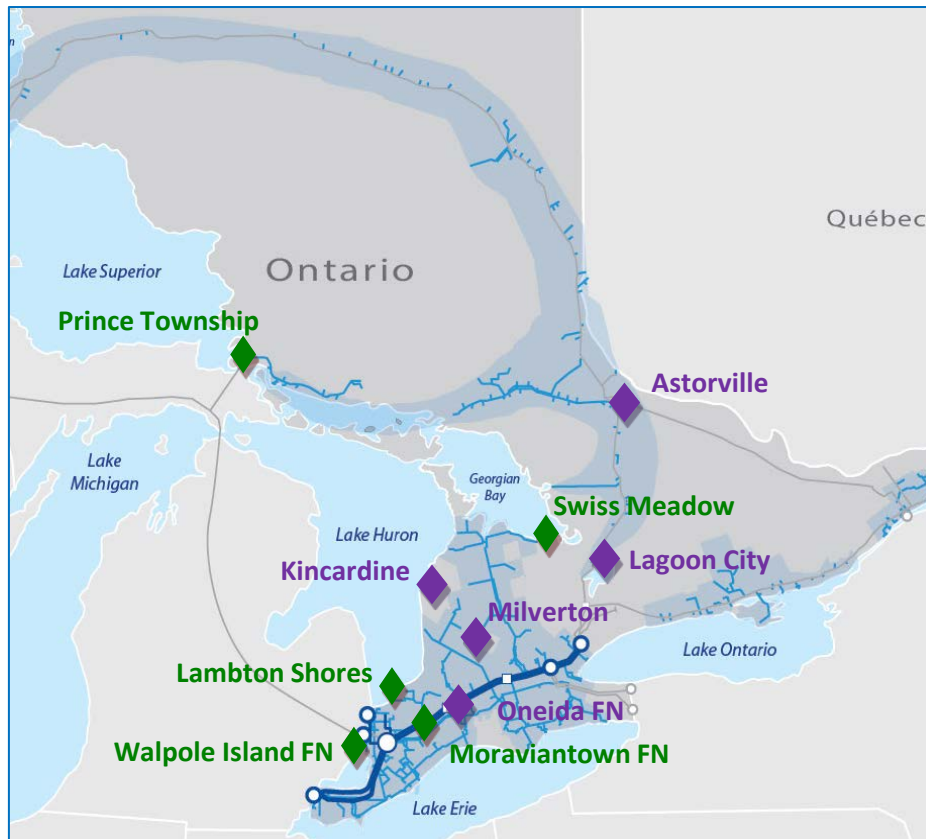 Québec
Lake Superior
Ontario
Prince Township
Astorville
Lake
Michigan
Georgian
Bay
Swiss Meadow
Lake Huron
Lagoon City
Kincardine
Milverton
Lake Ontario
Lambton Shores
Oneida FN
Walpole Island FN
Moraviantown FN
Lake Erie